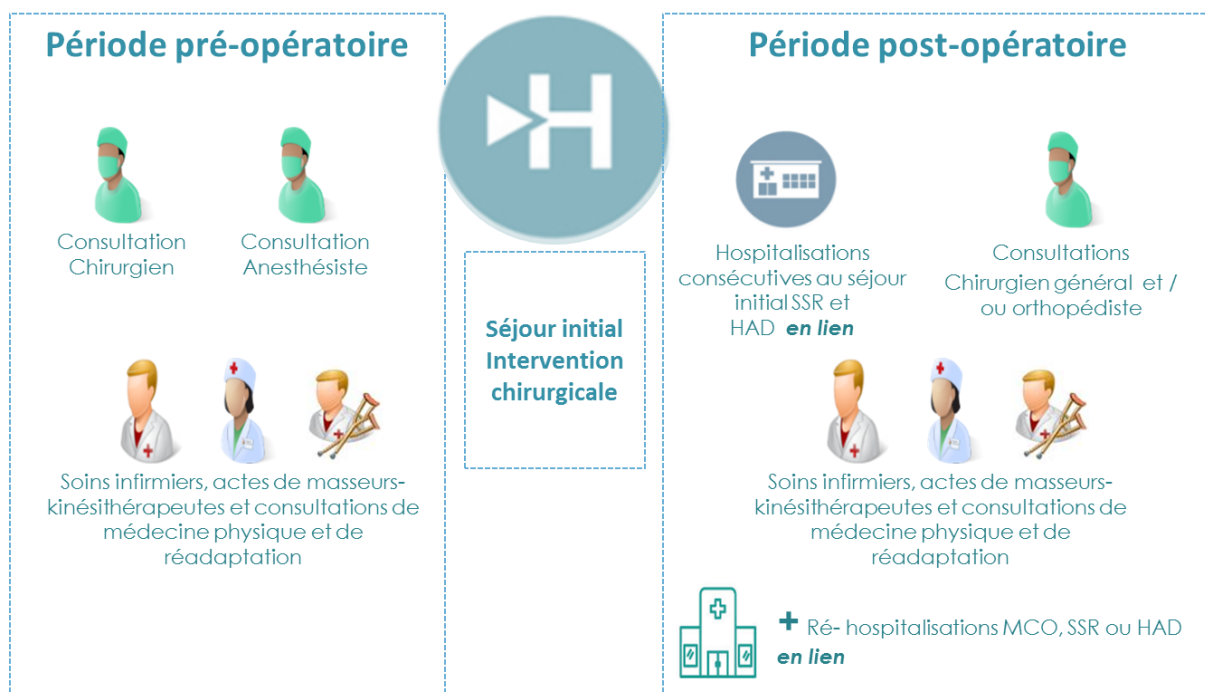 Période pré-opératoire
Consultation
Chirurgien
Consultation
Anesthésiste
Soins infirmiers, actes de masseurs-
kinésithérapeutes et consultations de
médecine physique et de
réadaptation
H
Séjour initial
Intervention
chirurgicale
Période post-opératoire
Hospitalisations
consécutives au séjour
initial SSR et
HAD en lien
Consultations
Chirurgien général et /
ou orthopédiste
Soins infirmiers, actes de masseurs-
kinésithérapeutes et consultations de
médecine physique et de
réadaptation
+ Ré- hospitalisations MCO, SSR ou HAD
en lien